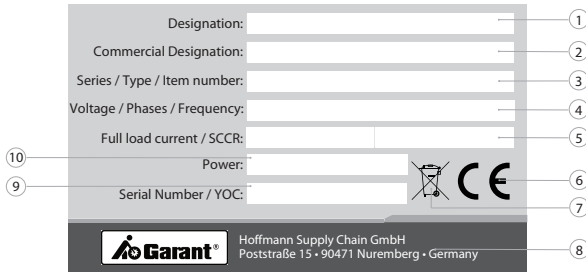 Designation:
1
Commercial Designation:
2
Series / Type / Item number:
3
Voltage / Phases / Frequency:
4
Full load current / SCCR:
5
10
Power:
9
Serial Number / YOC:
CE
6
7
Garant®
Hoffmann Supply Chain GmbH
Poststraße 15 • 90471 Nuremberg • Germany
8